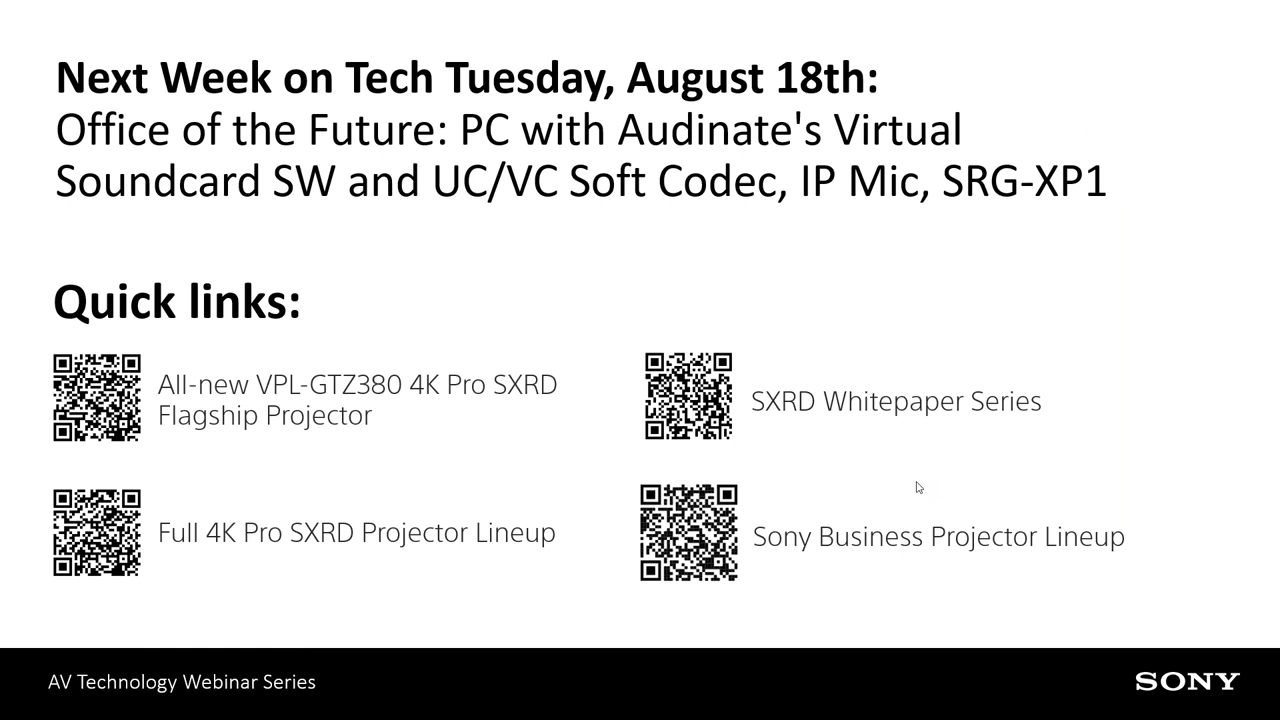 Next Week on Tech Tuesday, August 18th:
Office of the Future: PC with Audinate's Virtual
Soundcard SW and UC/VC Soft Codec, IP Mic, SRG-XP1
Quick links:
All-new VPL-GTZ380 4K Pro SXRD
Flagship Projector
SXRD Whitepaper Series
Full 4K Pro SXRD Projector Lineup
Sony Business Projector Lineup
AV Technology Webinar Series
SONY